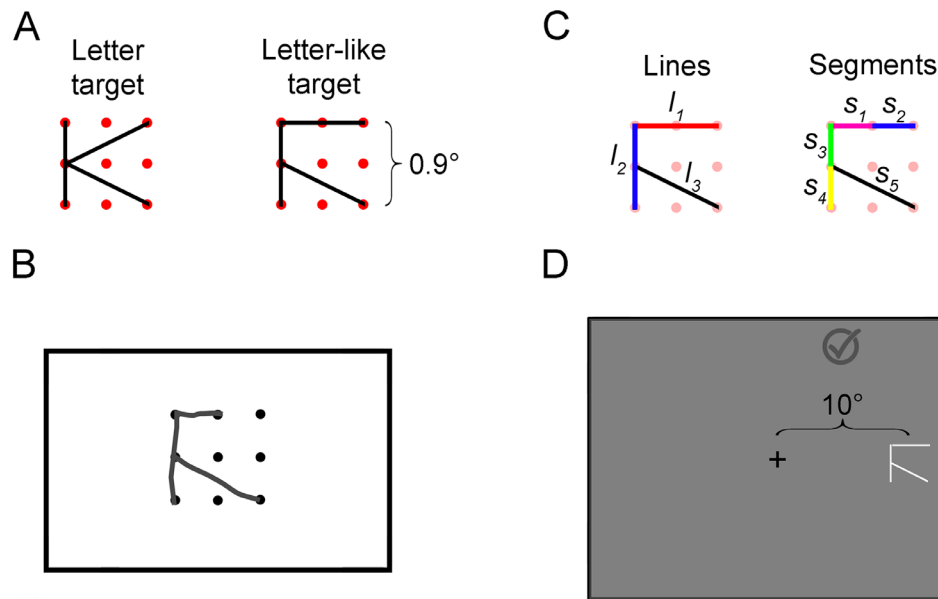 A
Letter
target
Letter-like
target
0.9°
B
C
Lines
l1
l2
l3
Segments
s1
s2
s3
s4
s5
D
10°
+